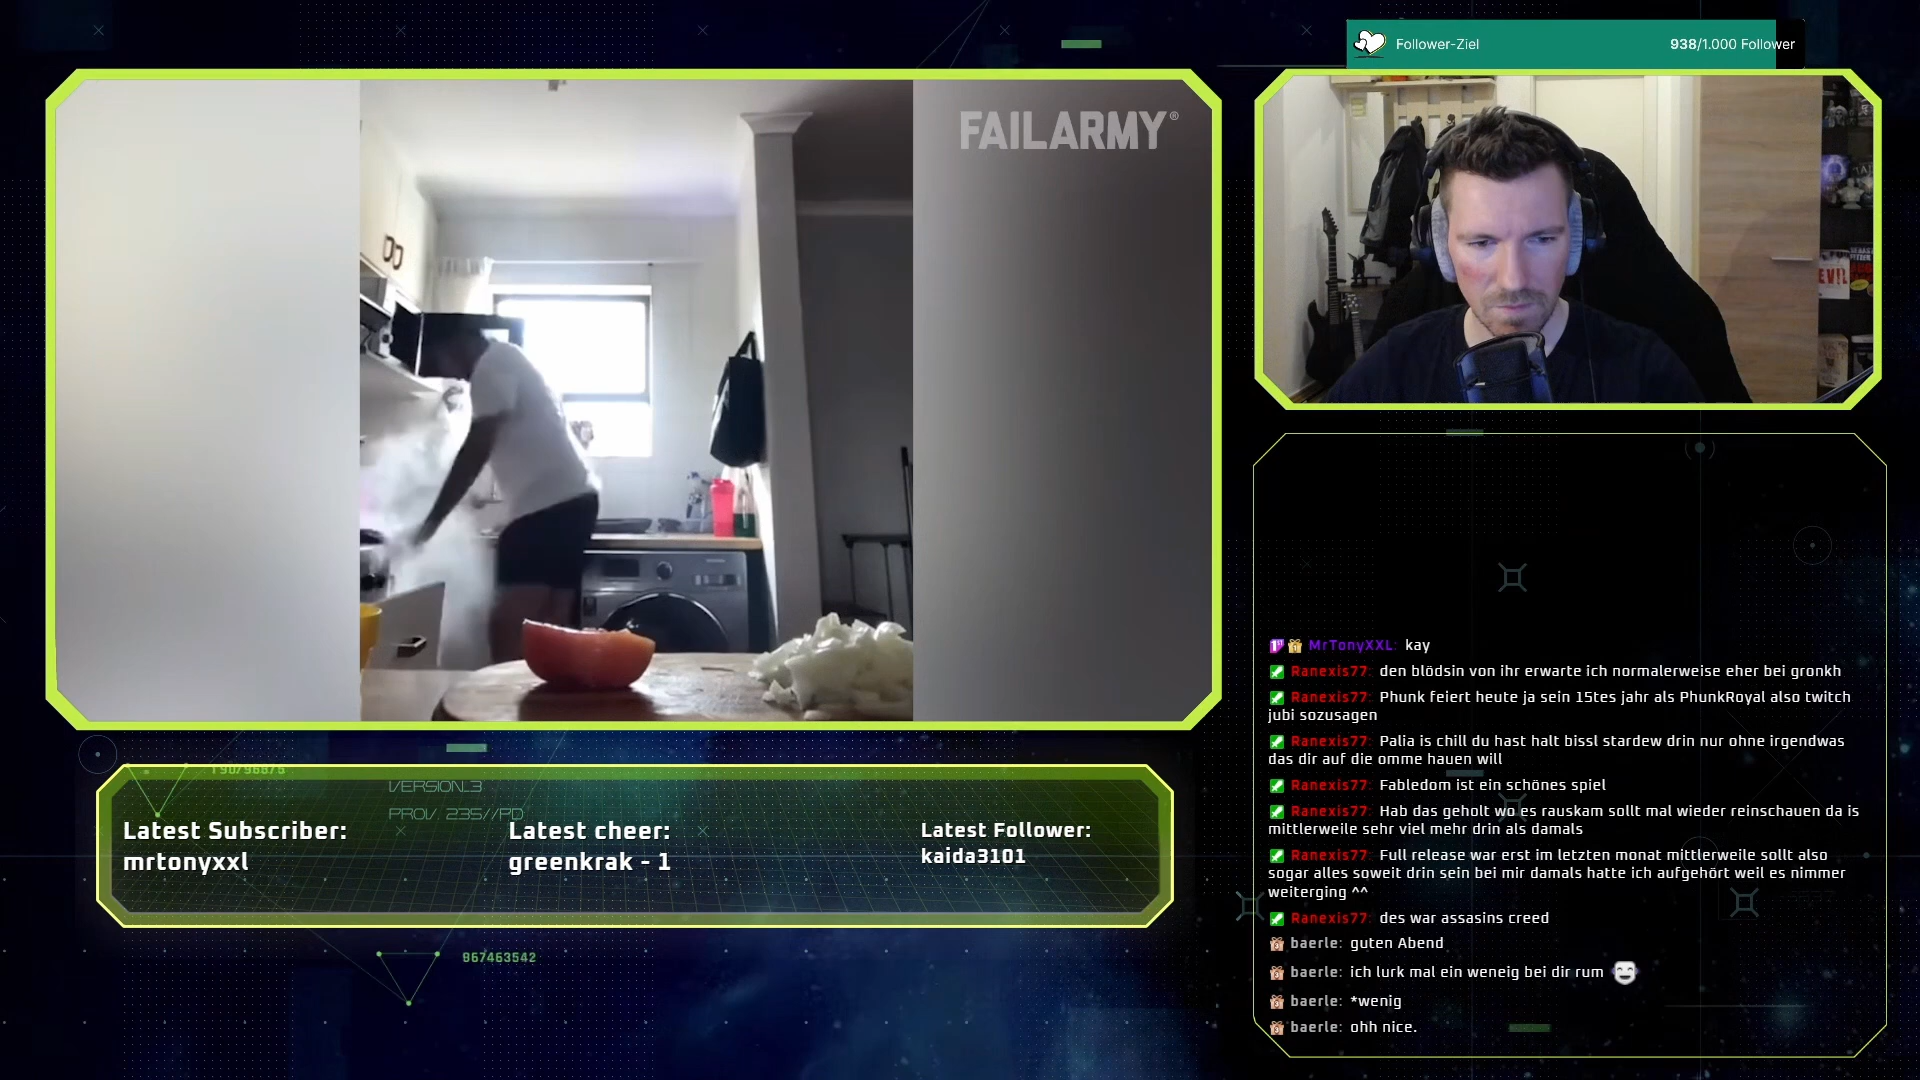 Follower-Ziel
938/1.000 Follower
FAILARMY®
EVIL
MrTonyXXL: kay
Ranexis77: den blödsin von ihr erwarte ich normalerweise eher bei gronkh
Ranexis77: Phunk feiert heute ja sein 15tes jahr als PhunkRoyal also twitch
jubi sozusagen
Ranexis77: Palia is chill du hast halt bissl stardew drin nur ohne irgendwas
das dir auf die omme hauen will
Ranexis77: Fabledom ist ein schönes spiel
Ranexis77: Hab das geholt wo es rauskam sollt mal wieder reinschauen da is
mittlerweile sehr viel mehr drin als damals
Ranexis77: Full release war erst im letzten monat mittlerweile sollt also
sogar alles soweit drin sein bei mir damals hatte ich aufgehört weil es nimmer
weiterging ^^
Ranexis77: des war assasins creed
baerle: guten Abend
baerle: ich lurk mal ein weneig bei dir rum
baerle: *wenig
baerle: ohh nice.
VERSION_3
PROV. 235//PD
Latest Subscriber:
mrtonyxxl
Latest cheer:
greenkrak - 1
Latest Follower:
kaida3101
967463542